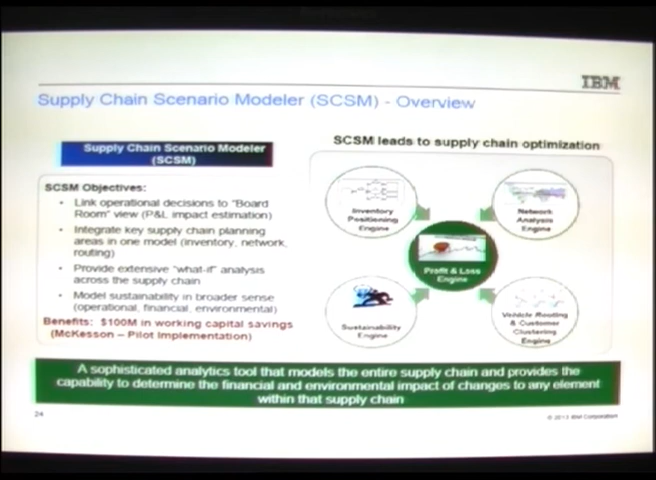 IBM
Supply Chain Scenario Modeler (SCSM) - Overview
Supply Chain Scenario Modeler
(SCSM)
SCSM Objectives:
• Link operational decisions to "Board
Room" view (P&L impact estimation)
• Integrate key supply chain planning
areas in one model (inventory, network,
routing)
• Provide extensive "what-if" analysis
across the supply chain
• Model sustainability in broader sense
(operational, financial, environmental)
Benefits: $100M in working capital savings
(McKesson – Pilot Implementation)
SCSM leads to supply chain optimization
Inventory
Positioning
Engine
Network
Analysis
Engine
Profit & Loss
Engine
Sustainability
Engine
Vehicle Routing
& Customer
Clustering
Engine
A sophisticated analytics tool that models the entire supply chain and provides the
capability to determine the financial and environmental impact of changes to any element
within that supply chain
24
© 2013 IBM Corporation